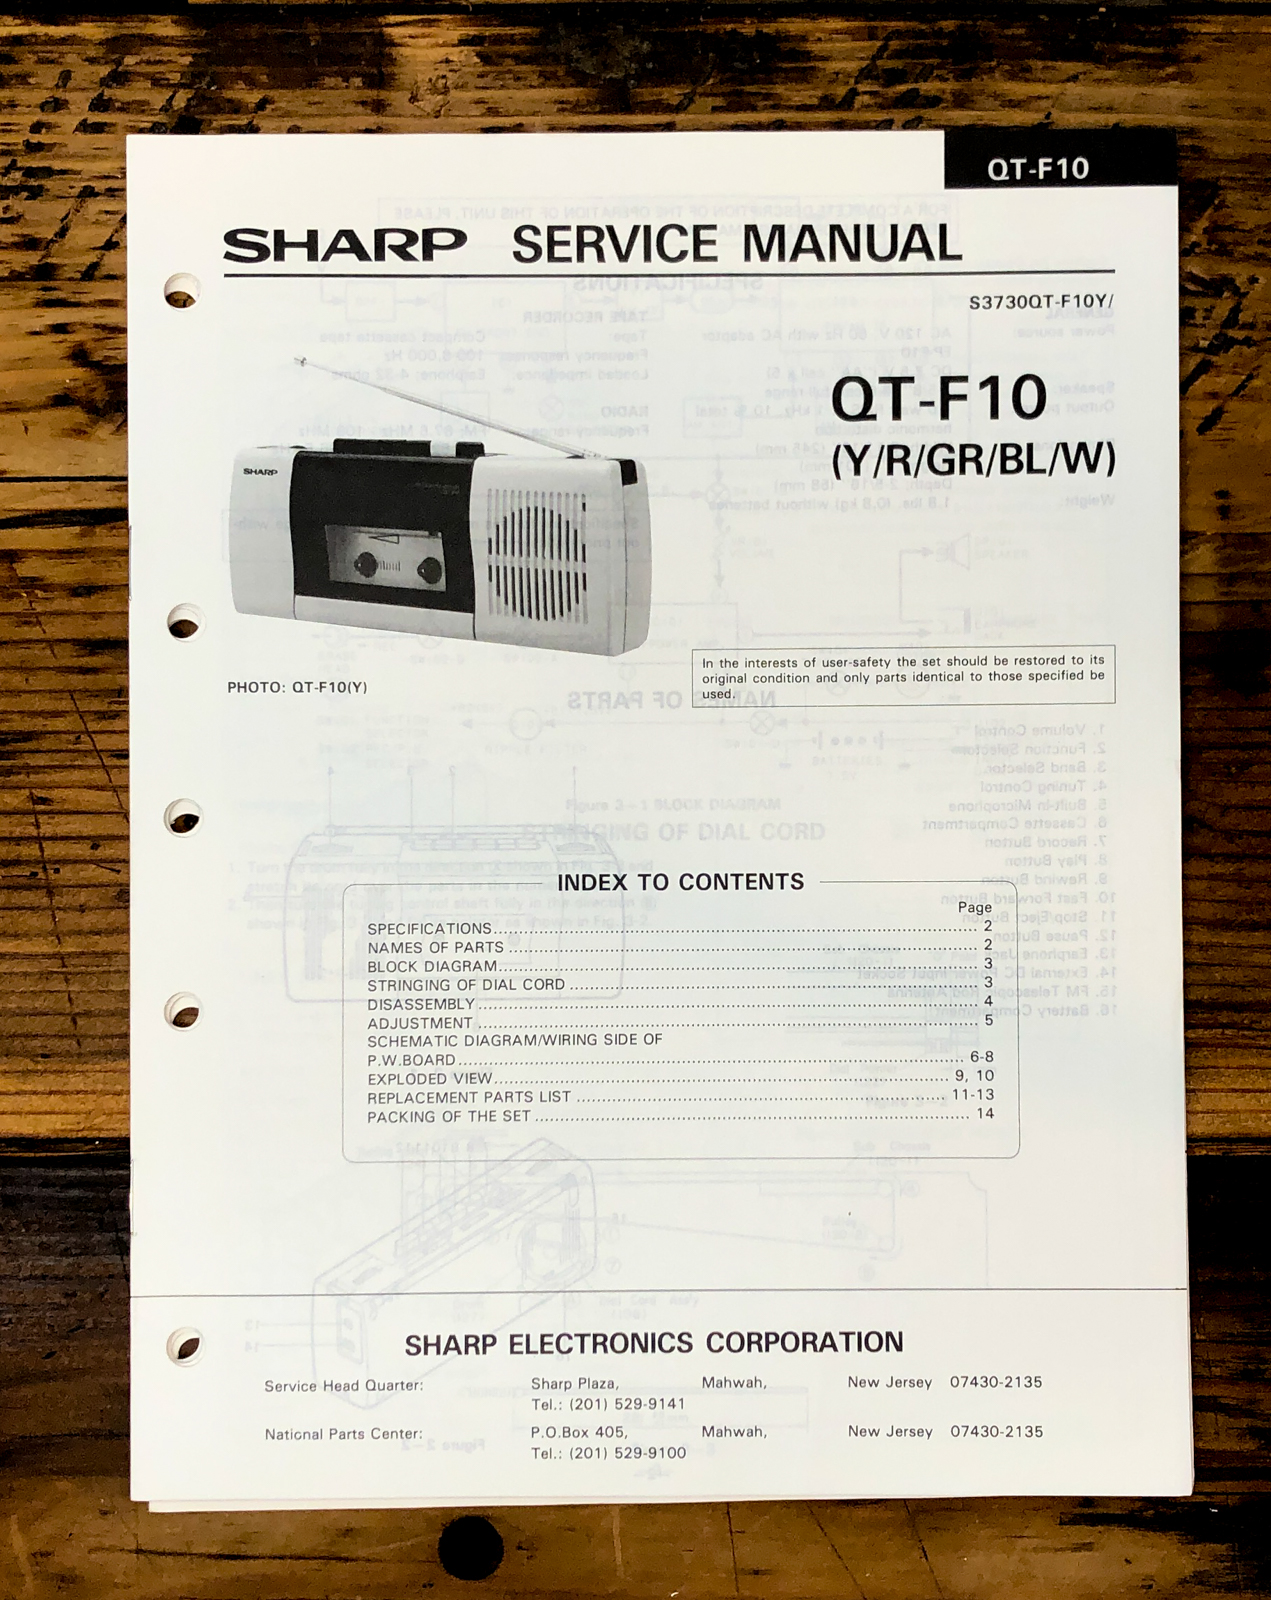 QT-F10
SHARP SERVICE MANUAL
S3730QT-F10Y/
QT-F10
(Y/R/GR/BL/W)
SHARP
PHOTO: QT-F10(Y)
In the interests of user-safety the set should be restored to its
original condition and only parts identical to those specified be
used.
INDEX TO CONTENTS
Page
SPECIFICATIONS 2
NAMES OF PARTS 2
BLOCK DIAGRAM 3
STRINGING OF DIAL CORD 3
DISASSEMBLY 4
ADJUSTMENT 5
SCHEMATIC DIAGRAM/WIRING SIDE OF
P.W.BOARD 6-8
EXPLODED VIEW 9, 10
REPLACEMENT PARTS LIST 11-13
PACKING OF THE SET 14
SHARP ELECTRONICS CORPORATION
Service Head Quarter: Sharp Plaza, Mahwah, New Jersey 07430-2135
Tel.: (201) 529-9141
National Parts Center: P.O.Box 405, Mahwah, New Jersey 07430-2135
Tel.: (201) 529-9100